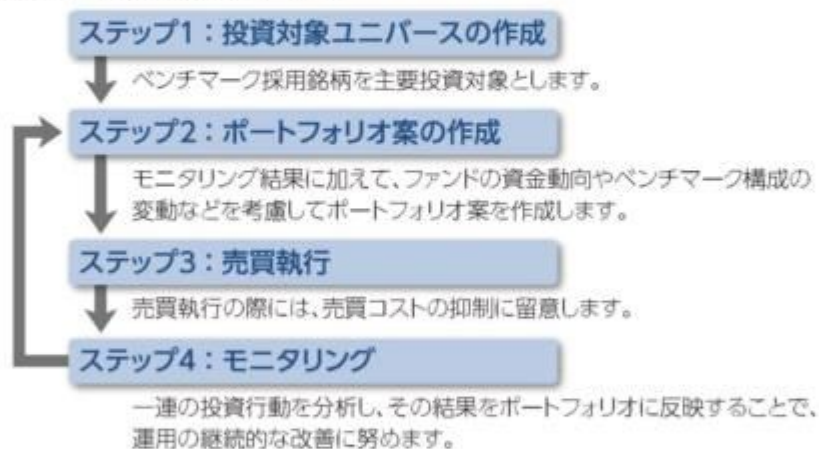 ステップ1：投資対象ユニバースの作成
ベンチマーク採用銘柄を主要投資対象とします。
ステップ2：ポートフォリオ案の作成
モニタリング結果に加えて、ファンドの資金動向やベンチマーク構成の
変動などを考慮してポートフォリオ案を作成します。
ステップ3：売買執行
売買執行の際には、売買コストの抑制に留意します。
ステップ4：モニタリング
一連の投資行動を分析し、その結果をポートフォリオに反映することで、
運用の継続的な改善に努めます。